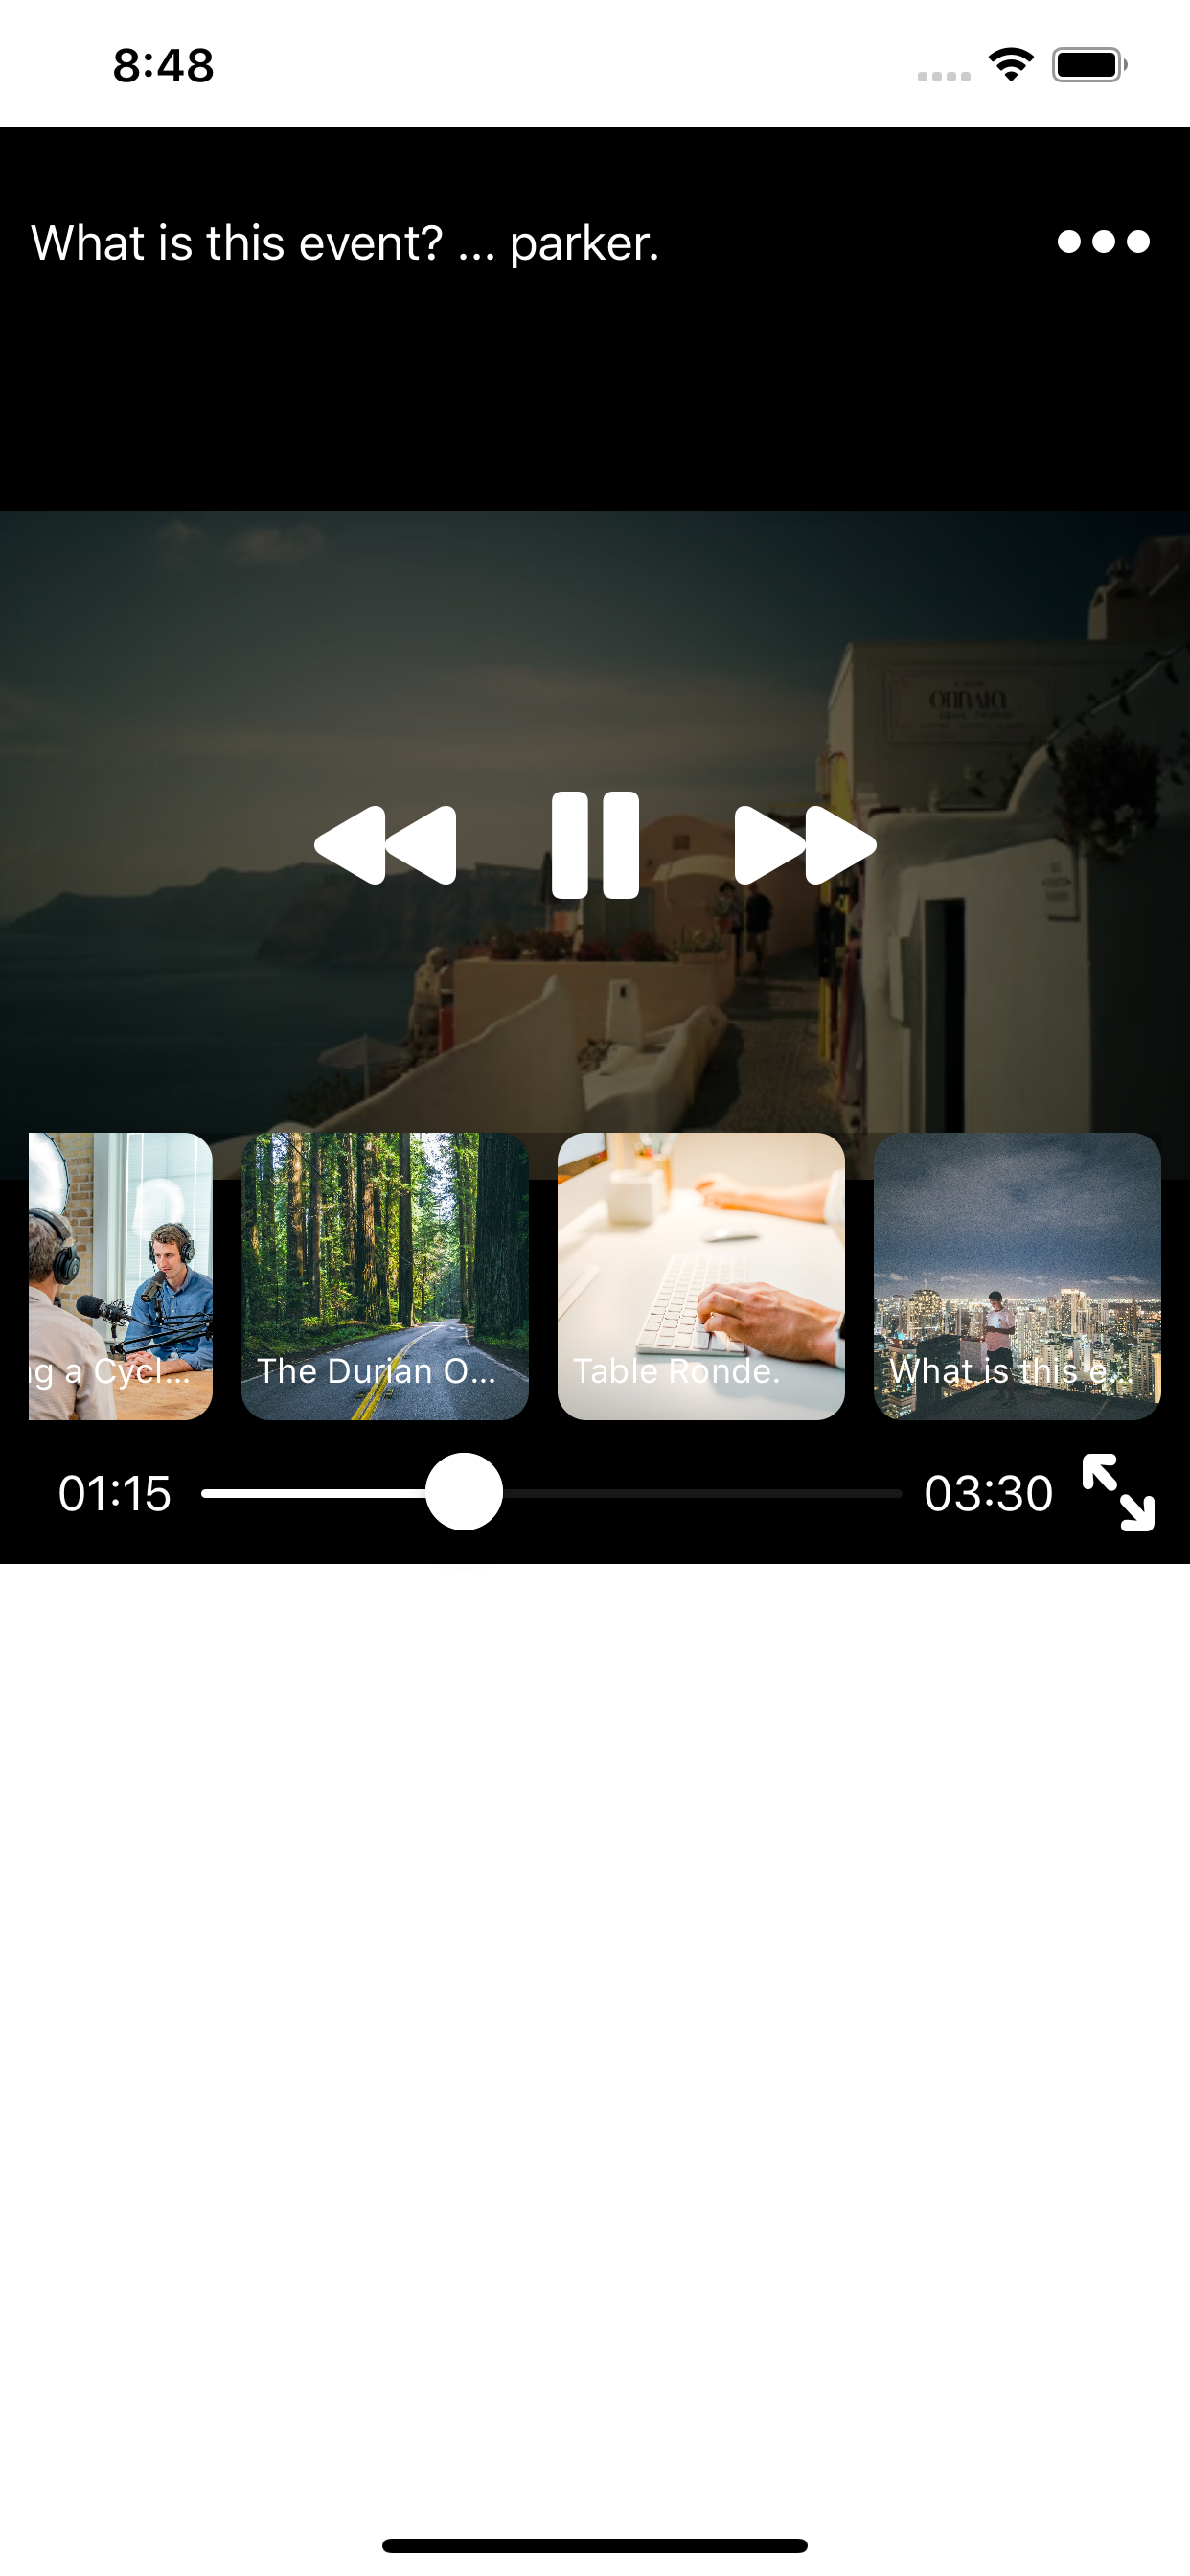 8:48
What is this event? ... parker.
g a Cycl...
The Durian O...
Table Ronde.
What is this e...
01:15
03:30